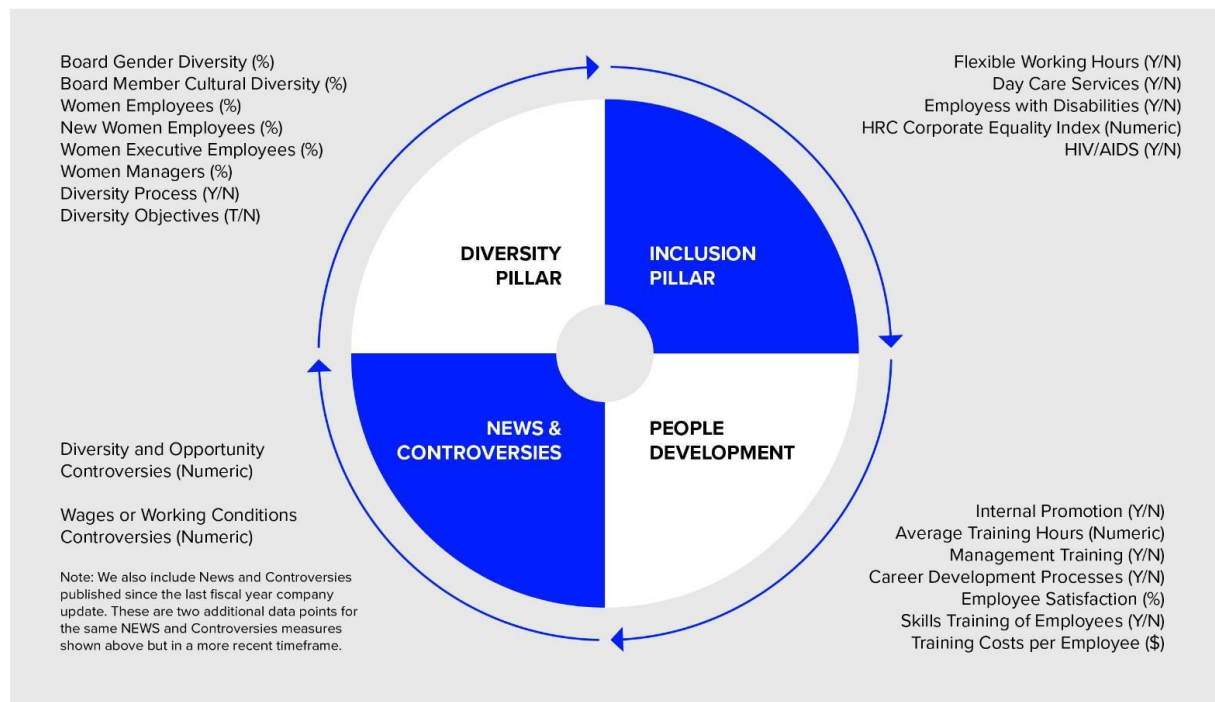 Board Gender Diversity (%)
Board Member Cultural Diversity (%)
Women Employees (%)
New Women Employees (%)
Women Executive Employees (%)
Women Managers (%)
Diversity Process (Y/N)
Diversity Objectives (T/N)
Flexible Working Hours (Y/N)
Day Care Services (Y/N)
Employess with Disabilities (Y/N)
HRC Corporate Equality Index (Numeric)
HIV/AIDS (Y/N)
DIVERSITY
PILLAR
INCLUSION
PILLAR
NEWS &
CONTROVERSIES
PEOPLE
DEVELOPMENT
Diversity and Opportunity
Controversies (Numeric)
Wages or Working Conditions
Controversies (Numeric)
Note: We also include News and Controversies
published since the last fiscal year company
update. These are two additional data points for
the same NEWS and Controversies measures
shown above but in a more recent timeframe.
Internal Promotion (Y/N)
Average Training Hours (Numeric)
Management Training (Y/N)
Career Development Processes (Y/N)
Employee Satisfaction (%)
Skills Training of Employees (Y/N)
Training Costs per Employee ($)